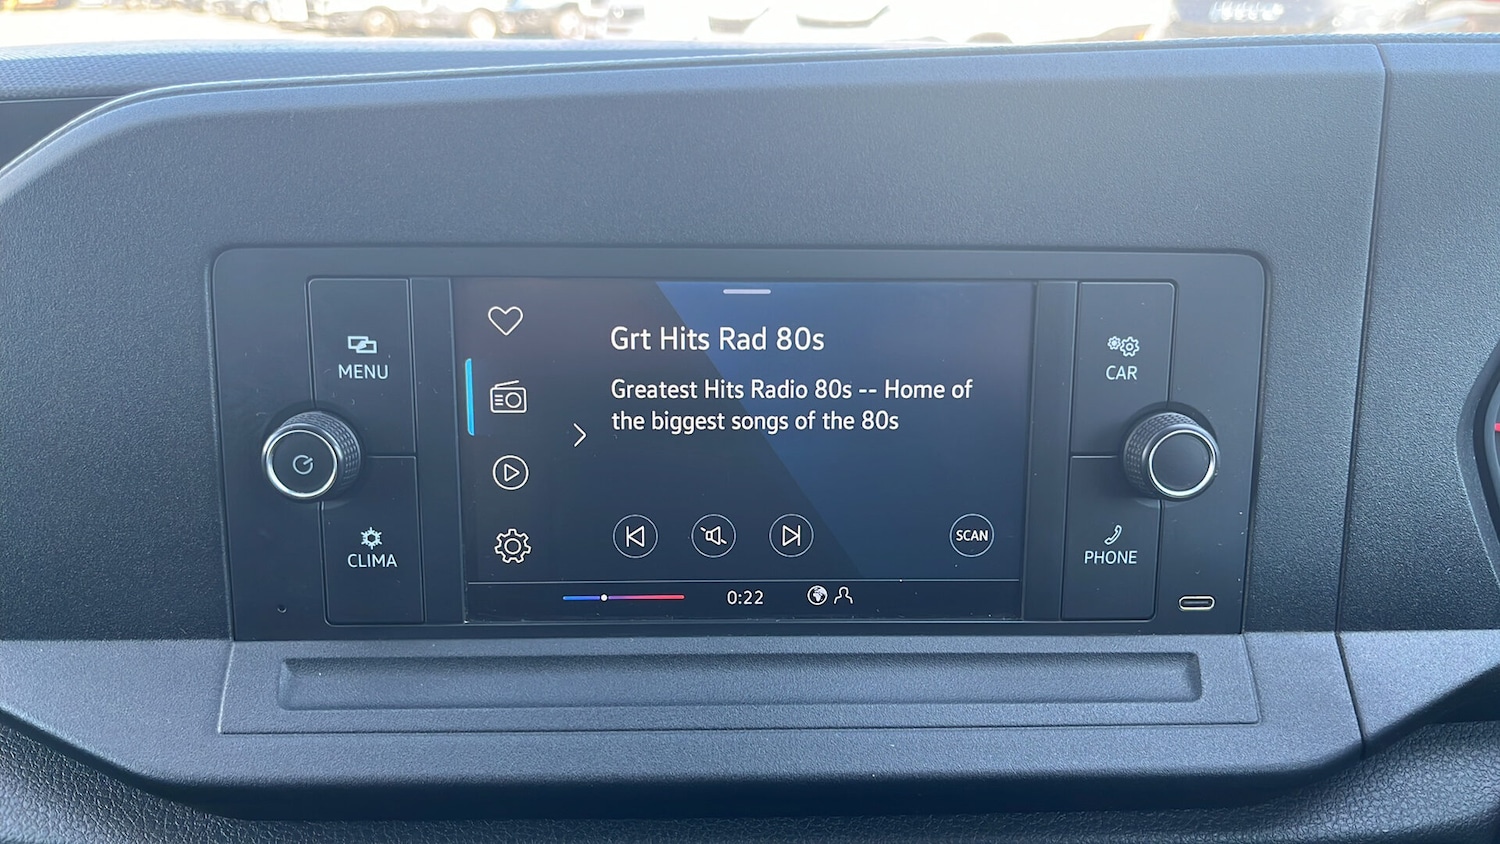 MENU
CLIMA
Grt Hits Rad 80s
Greatest Hits Radio 80s -- Home of
the biggest songs of the 80s
SCAN
0:22
CAR
PHONE